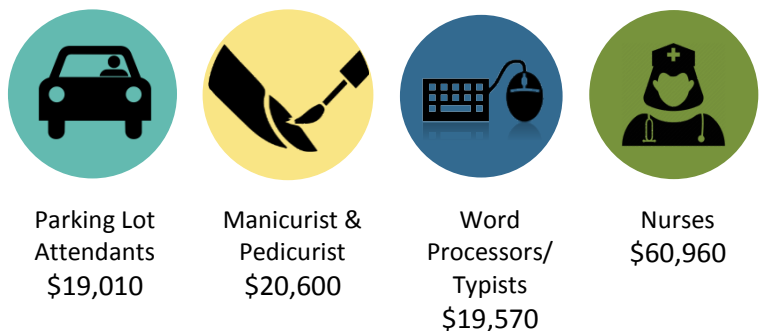 Parking Lot
Attendants
$19,010
Manicurist &
Pedicurist
$20,600
Word
Processors/
Typists
$19,570
Nurses
$60,960